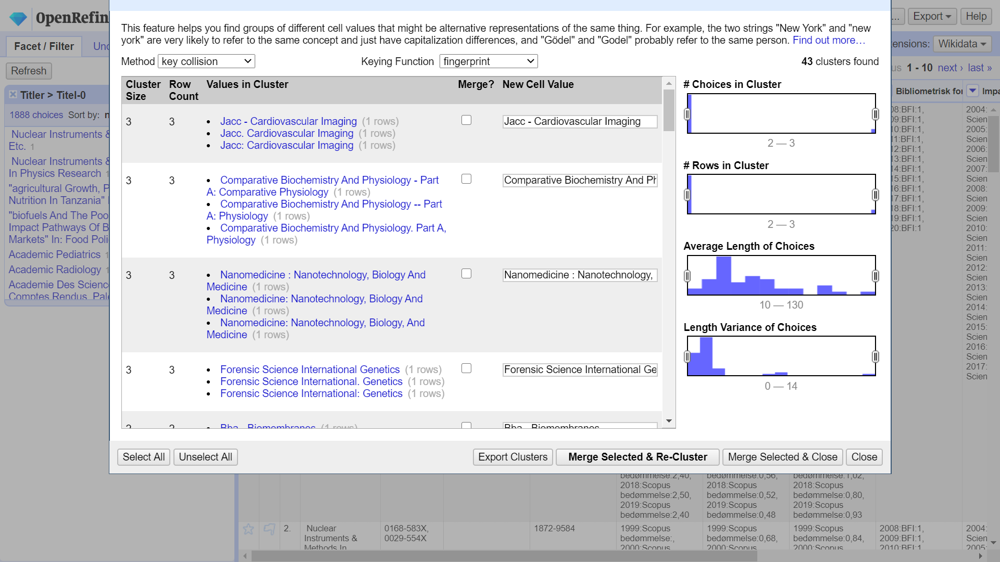 OpenRefin
...
Export
Help
This feature helps you find groups of different cell values that might be alternative representations of the same thing. For example, the two strings "New York" and "new
york" are very likely to refer to the same concept and just have capitalization differences, and "Gödel" and "Godel" probably refer to the same person. Find out more…
Facet / Filter
ensions:
Wikidata
Method key collision
Keying Function fingerprint
43 clusters found
Refresh
us 1 - 10 next › last »
Cluster Size
Row Count
Values in Cluster
Merge?
New Cell Value
3
3
Jacc - Cardiovascular Imaging (1 rows)
Jacc. Cardiovascular Imaging (1 rows)
Jacc: Cardiovascular Imaging (1 rows)
Jacc - Cardiovascular Imaging
3
3
Comparative Biochemistry And Physiology - Part
A: Comparative Physiology (1 rows)
Comparative Biochemistry And Physiology -- Part
A: Physiology (1 rows)
Comparative Biochemistry And Physiology. Part A,
Physiology (1 rows)
Comparative Biochemistry And Ph
3
3
Nanomedicine : Nanotechnology, Biology And
Medicine (1 rows)
Nanomedicine: Nanotechnology, Biology And
Medicine (1 rows)
Nanomedicine: Nanotechnology, Biology, And
Medicine (1 rows)
Nanomedicine : Nanotechnology,
3
3
Forensic Science International Genetics (1 rows)
Forensic Science International. Genetics (1 rows)
Forensic Science International: Genetics (1 rows)
Forensic Science International Ge
2
2
Bba - Biomembranes (1 rows)
Bba - Biomembranes
# Choices in Cluster
2 — 3
# Rows in Cluster
2 — 3
Average Length of Choices
10 — 130
Length Variance of Choices
0 — 14
Select All
Unselect All
Export Clusters
Merge Selected & Re-Cluster
Merge Selected & Close
Close
Titler > Titel-0
1888 choices Sort by:
Nuclear Instruments &
Etc. 1
Nuclear Instruments &
In Physics Research 1
"agricultural Growth, P
Nutrition In Tanzania"
"biofuels And The Poo
Impact Pathways Of B
Markets" In: Food Poli
Academic Pediatrics 1
Academic Radiology 1
Academie Des Science
Comptes Rendus. Pale
Bibliometrisk for
Impa
08:BFI:1,
09:BFI:1,
10:BFI:1,
11:BFI:1,
12:BFI:1,
13:BFI:1,
14:BFI:1,
15:BFI:1,
16:BFI:1,
17:BFI:1,
18:BFI:1,
19:BFI:1,
20:BFI:1
2004:
Scien
2005:
Scien
2006:
Scien
2007:
Scien
2008:
Scien
2009:
Scien
2010:
Scien
2011:
Scien
2012:
Scien
2013:
Scien
2014:
Scien
2015:
Scien
2016:
Scien
2017:
Scien
bedømmelse:2,40,
2018:Scopus
bedømmelse:2,50,
2019:Scopus
bedømmelse:2,40
bedømmelse:0,56,
2018:Scopus
bedømmelse:0,52,
2019:Scopus
bedømmelse:0,48
bedømmelse:1,02,
2018:Scopus
bedømmelse:0,80,
2019:Scopus
bedømmelse:0,93
2.
Nuclear
Instruments &
Methods In
0168-583X,
0029-554X
1872-9584
1999:Scopus
bedømmelse:,
2000:Scopus
1999:Scopus
bedømmelse:0,68,
2000:Scopus
1999:Scopus
bedømmelse:0,84,
2000:Scopus
2008:BFI:1,
2009:BFI:1,
2010:BFI:1,
2004:
Scien
2005: